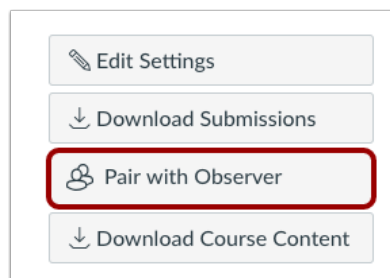 Edit Settings
Download Submissions
Pair with Observer
Download Course Content